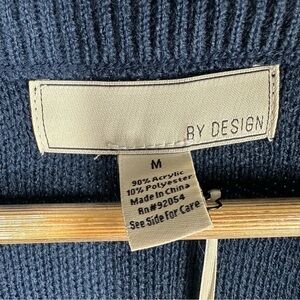 BY DESIGN
M
90% Acrylic
10% Polyester
Made In China
Rn#92054
See Side For Care